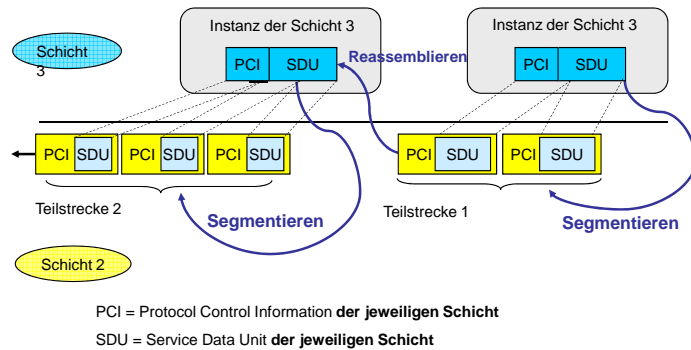 Instanz der Schicht 3
Instanz der Schicht 3
Schicht
3
PCI
SDU
Reassemblieren
PCI
SDU
PCI
SDU
PCI
SDU
PCI
SDU
PCI
SDU
PCI
SDU
Teilstrecke 2
Segmentieren
Teilstrecke 1
Segmentieren
Schicht 2
PCI = Protocol Control Information der jeweiligen Schicht
SDU = Service Data Unit der jeweiligen Schicht